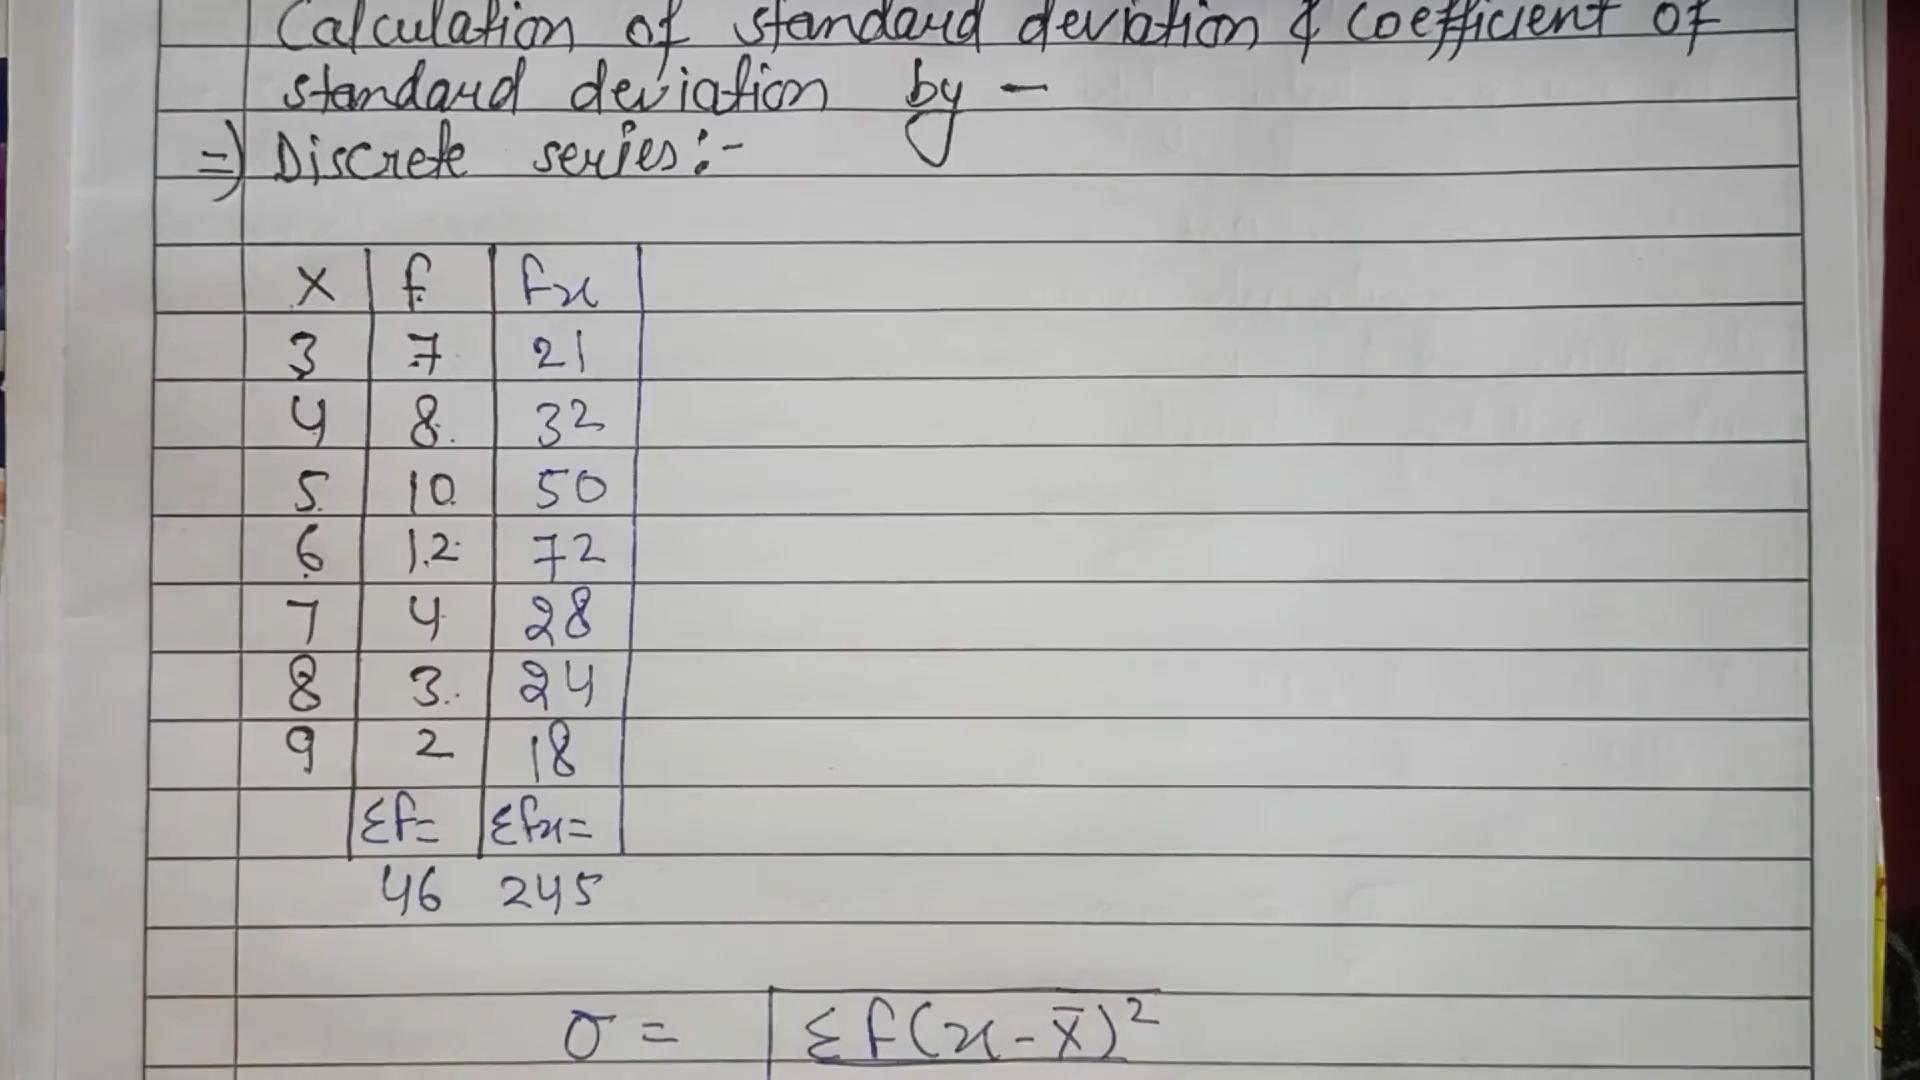 Calculation of standard deviation & coefficient of
standard deviation by -
=) Discrete series:-
X f fx
3 7 21
4 8 32
5 10 50
6 12 72
7 4 28
8 3 24
9 2 18
Σf= Σfx=
46 245
σ = √Σf(x-x̄)²